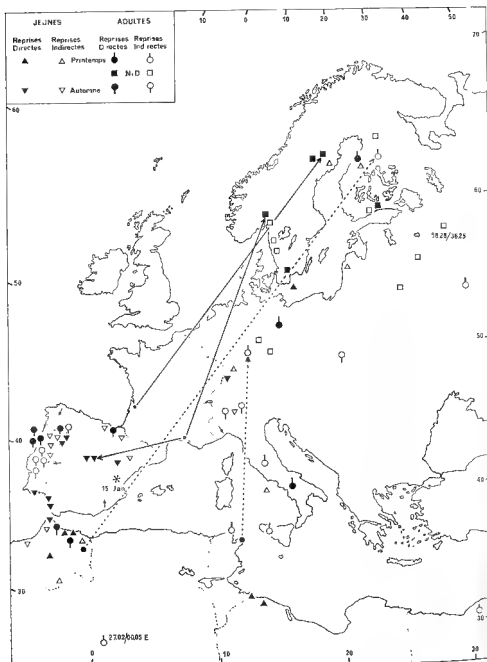 JEUNES ADULTES
Reprises Reprises Reprises Reprises
Directes Indirectes Directes Indirectes
Printemps
N.D
Automne
10 0 10 20 30 40 50
70
60
60
50
50
40
40
30
30
98.28/36.25
15 Jan.
27.02/00.05 E
0 10 20 30